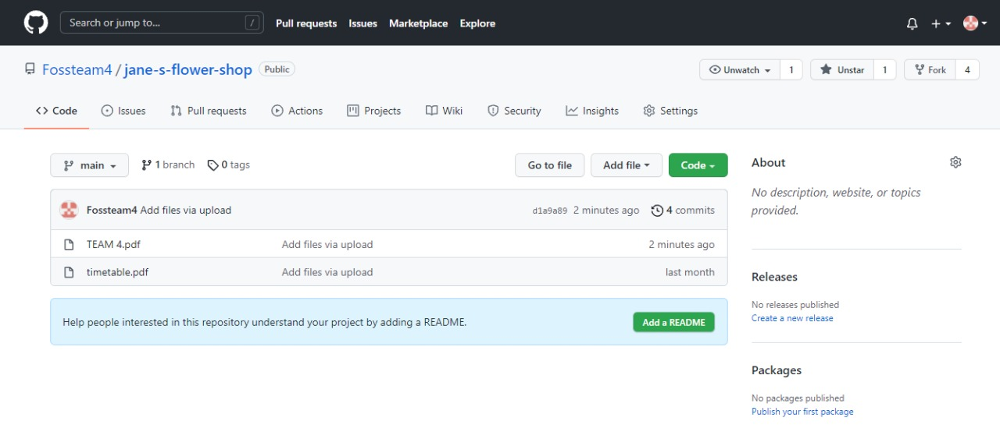 Search or jump to... /
Pull requests Issues Marketplace Explore
Fossteam4 / jane-s-flower-shop Public
Unwatch 1 Unstar 1 Fork 4
Code Issues Pull requests Actions Projects Wiki Security Insights Settings
main 1 branch 0 tags
Go to file Add file Code
Fossteam4 Add files via upload d1a9a89 2 minutes ago 4 commits
TEAM 4.pdf Add files via upload 2 minutes ago
timetable.pdf Add files via upload last month
Help people interested in this repository understand your project by adding a README. Add a README
About
No description, website, or topics
provided.
Releases
No releases published
Create a new release
Packages
No packages published
Publish your first package